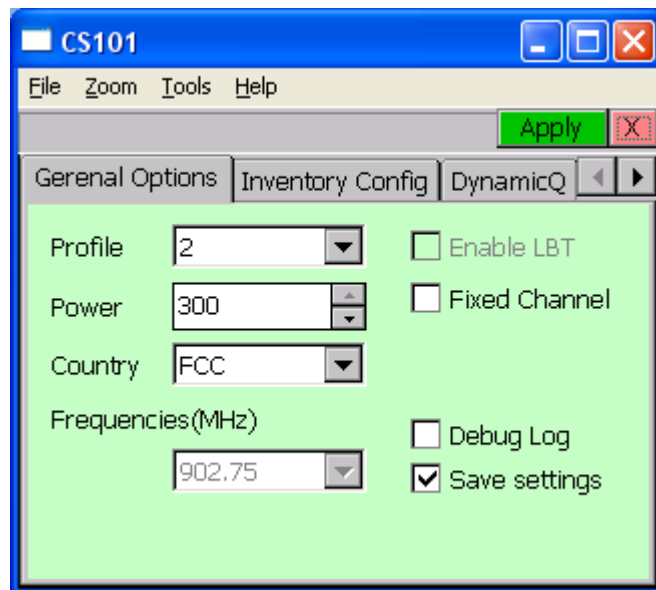 CS101
File Zoom Tools Help
Apply X
Gerenal Options Inventory Config DynamicQ
Profile 2 Enable LBT
Power 300 Fixed Channel
Country FCC
Frequencies(MHz)
Debug Log
902.75 Save settings